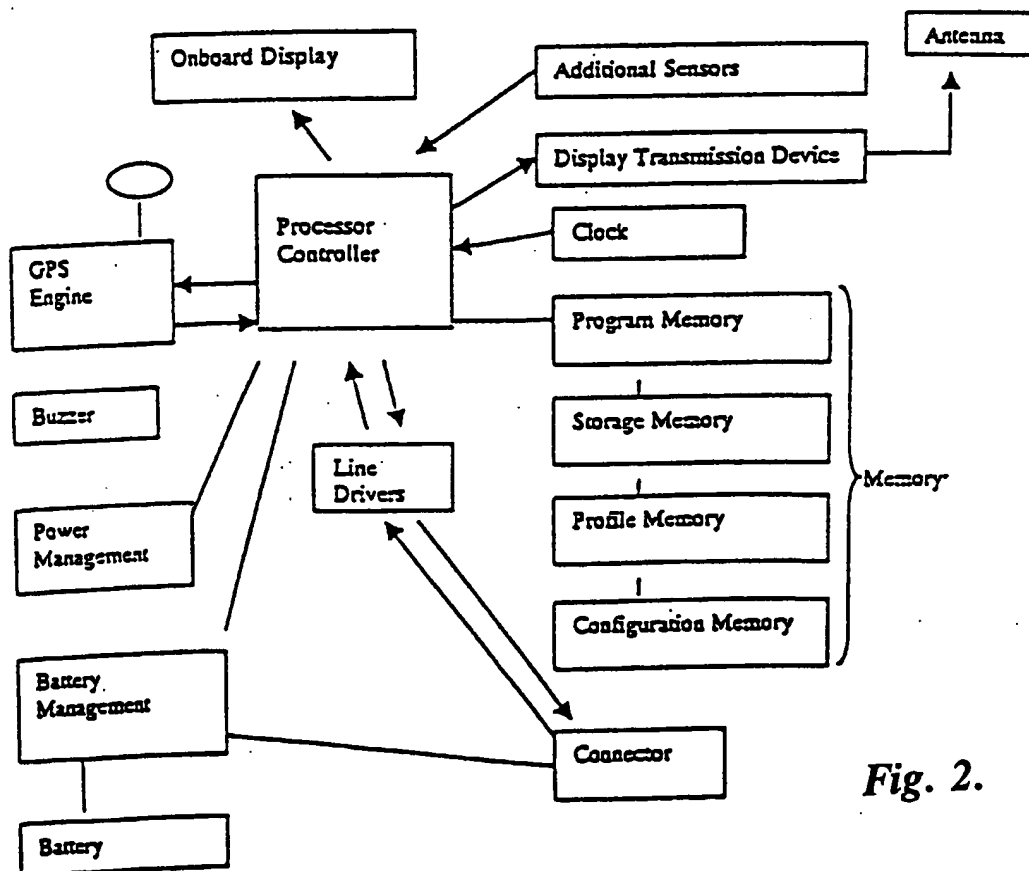 Onboard Display
Antenna
Additional Sensors
Display Transmission Device
Processor
Controller
Clock
GPS
Engine
Program Memory
Buzzer
Storage Memory
Line
Drivers
Memory
Power
Management
Profile Memory
Configuration Memory
Battery
Management
Connector
Fig. 2.
Battery